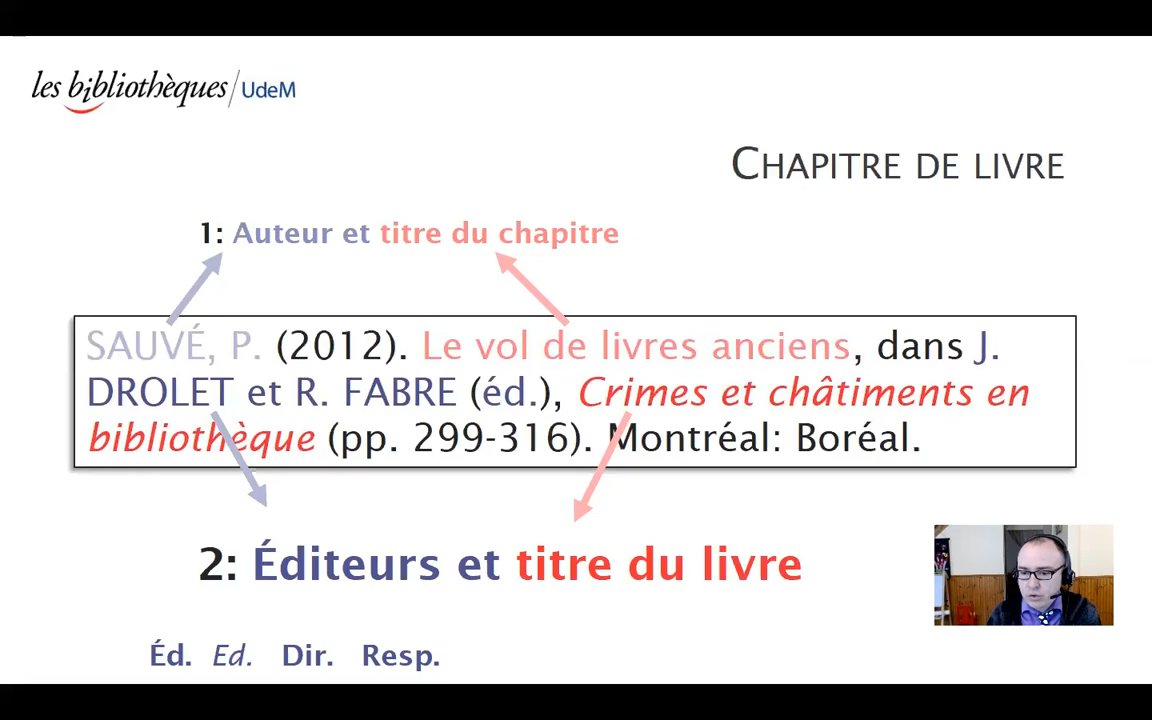 les bibliothèques/UdeM
CHAPITRE DE LIVRE
1: Auteur et titre du chapitre
SAUVÉ, P. (2012). Le vol de livres anciens, dans J.
DROLET et R. FABRE (éd.), Crimes et châtiments en
bibliothèque (pp. 299-316). Montréal: Boréal.
2: Éditeurs et titre du livre
Éd. Ed. Dir. Resp.